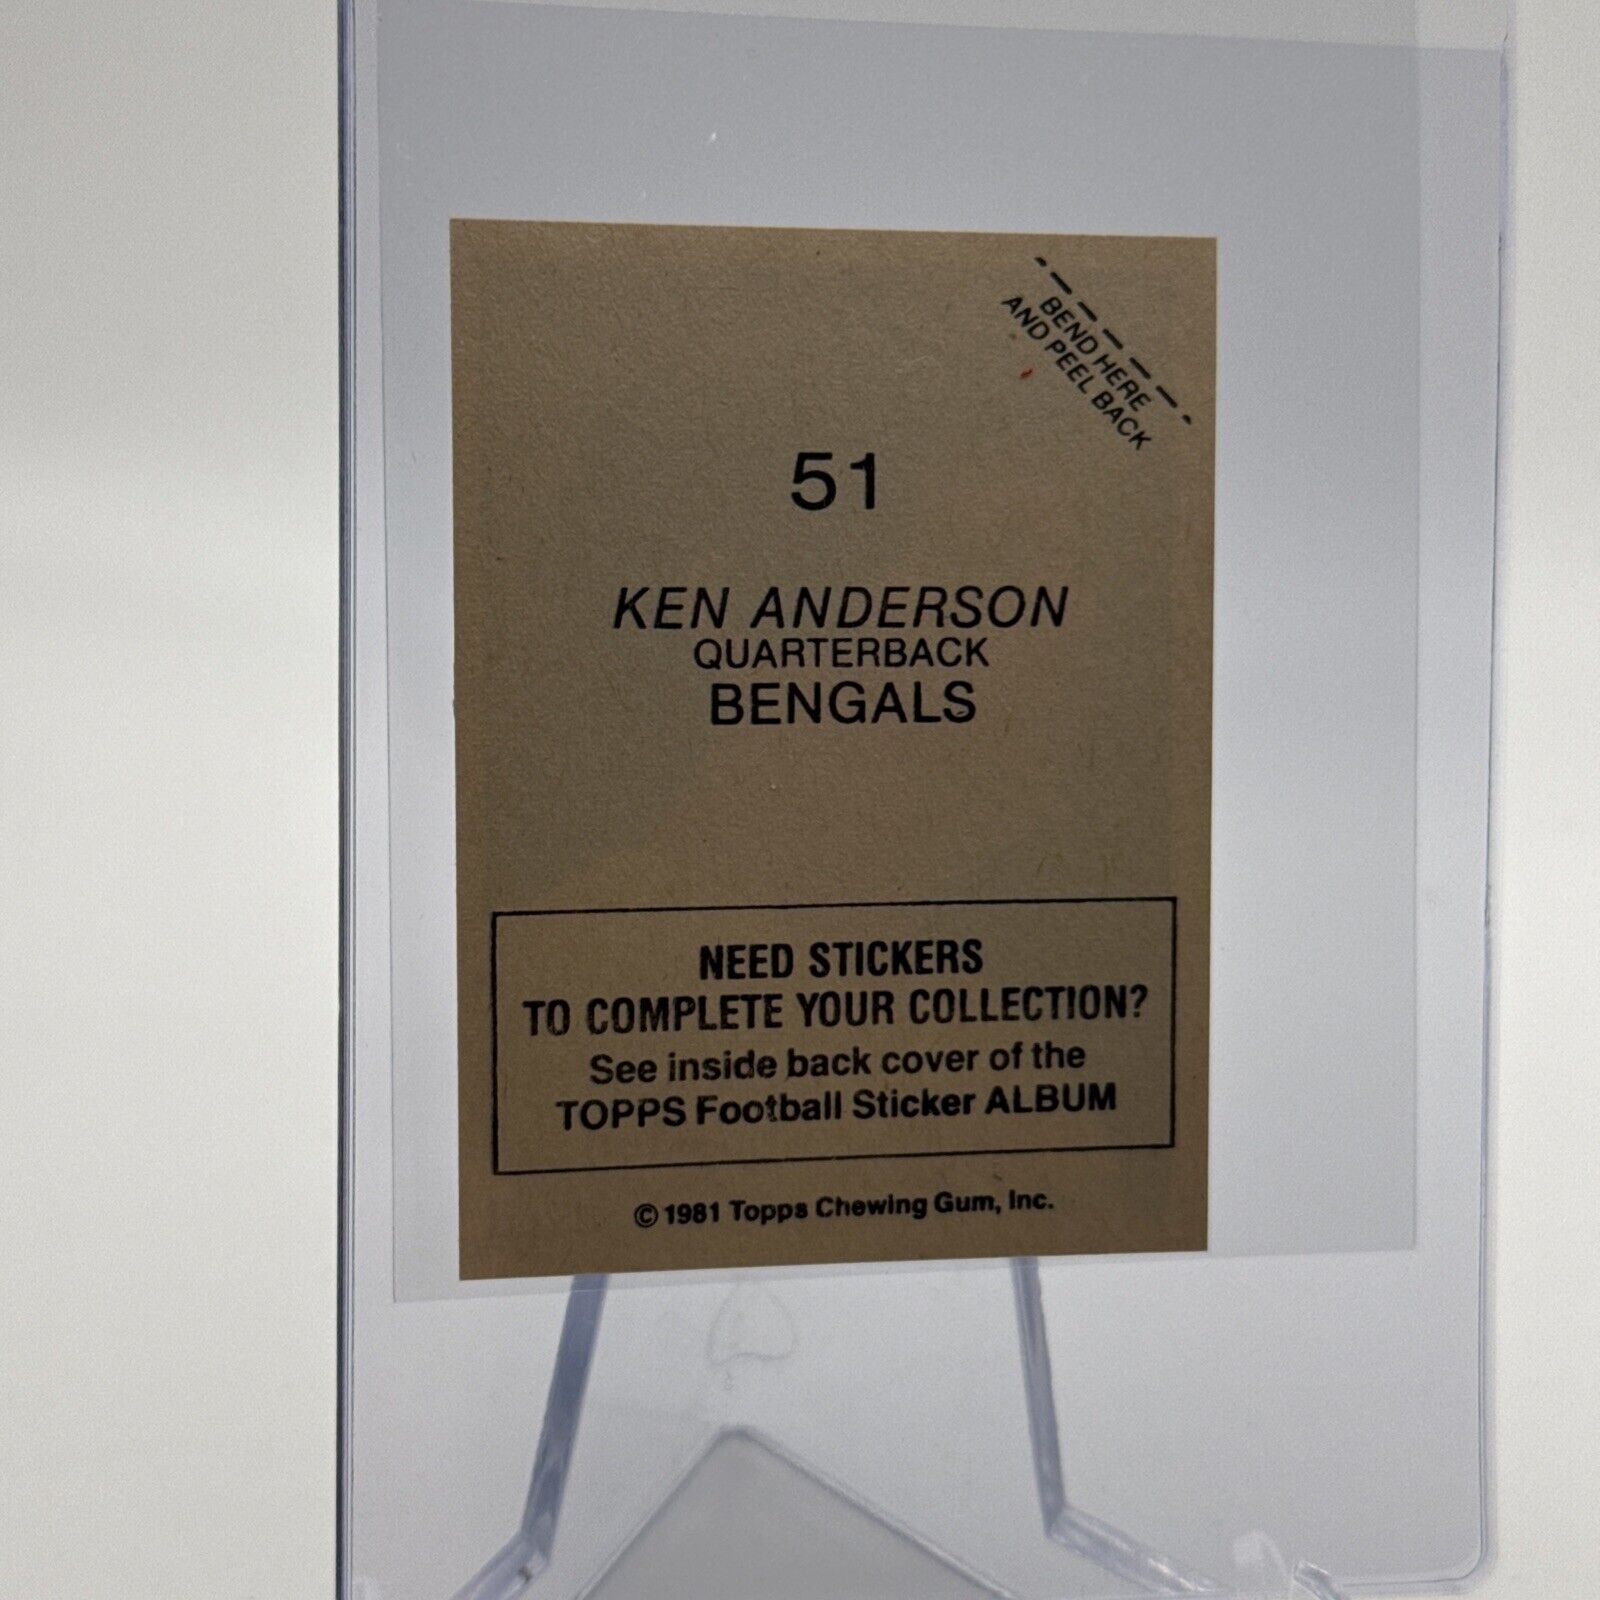 BEND HERE
AND PEEL BACK
51
KEN ANDERSON
QUARTERBACK
BENGALS
NEED STICKERS
TO COMPLETE YOUR COLLECTION?
See inside back cover of the
TOPPS Football Sticker ALBUM
© 1981 Topps Chewing Gum, Inc.